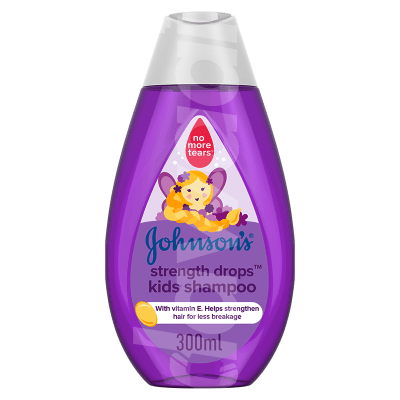 no
more
tears®
Johnson's®
strength drops™
kids shampoo
With vitamin E. Helps strengthen
hair for less breakage
300ml